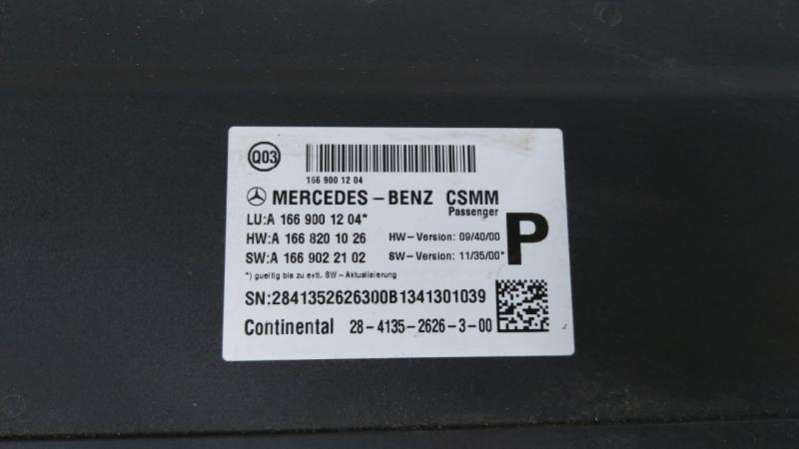 Q03
166 900 12 04
MERCEDES-BENZ CSMM
Passenger
LU:A 166 900 12 04*
HW:A 166 820 10 26 HW-Version: 09/40/00
SW:A 166 902 21 02 SW-Version: 11/35/00*
P
*) gueltig bis zu extl. SW-Aktualisierung
SN:2841352626300B1341301039
Continental 28-4135-2626-3-00